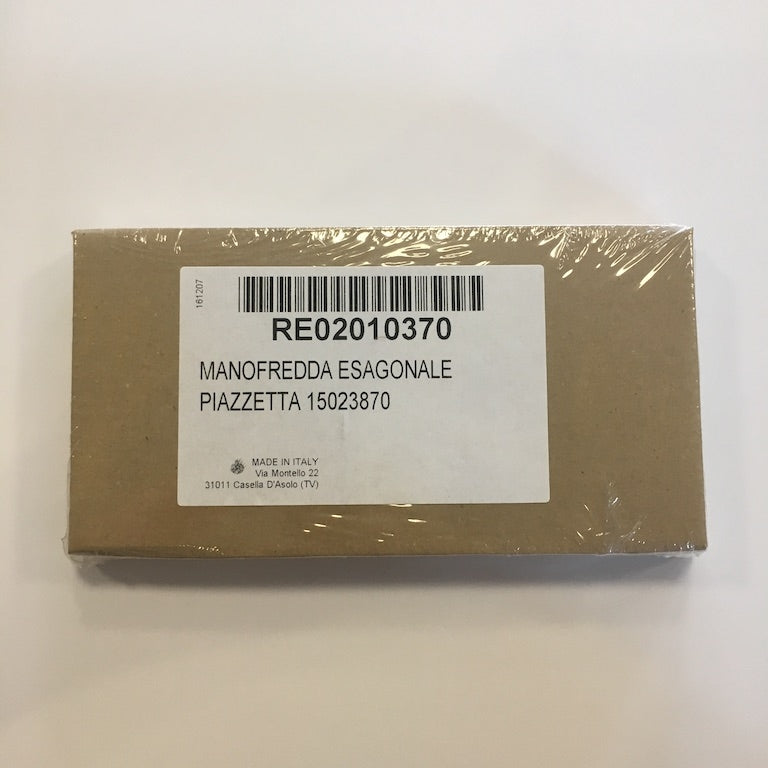 161207
RE02010370
MANOFREDDA ESAGONALE
PIAZZETTA 15023870
MADE IN ITALY
Via Montello 22
31011 Casella D'Asolo (TV)